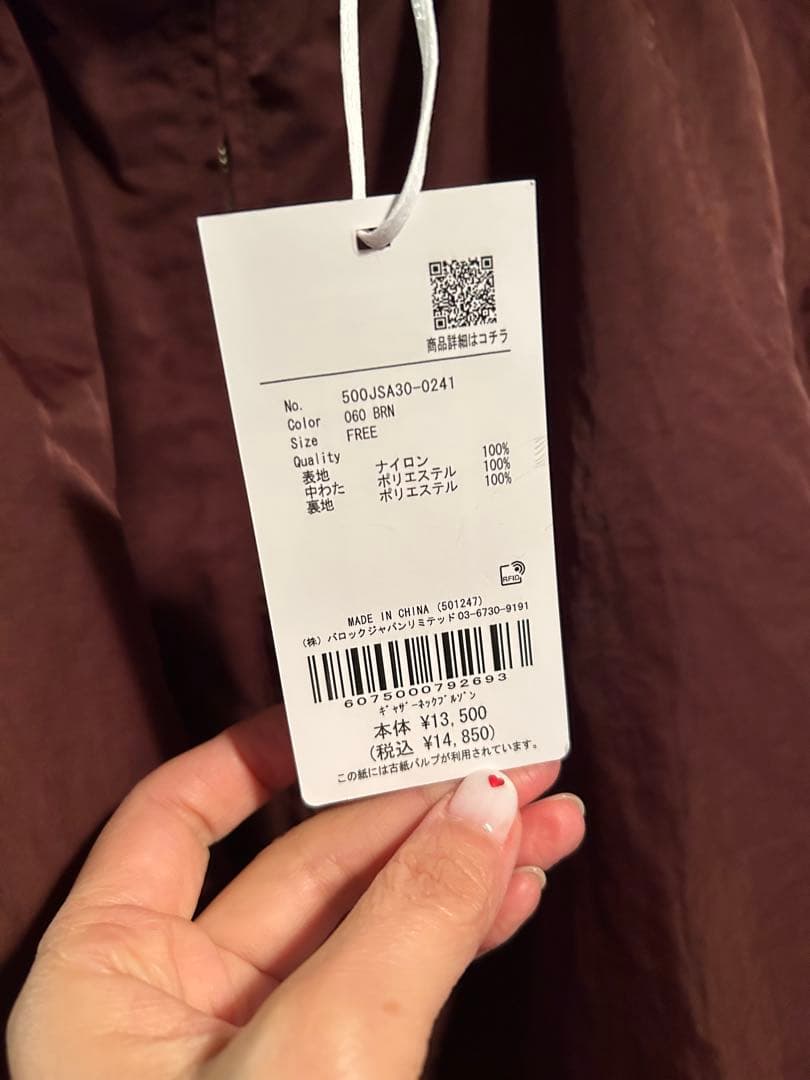 商品詳細はコチラ
No. 500JSA30-0241
Color 060 BRN
Size FREE
Quality
表地 ナイロン 100%
中わた ポリエステル 100%
裏地 ポリエステル 100%
RFID
MADE IN CHINA (501247)
(株) バロックジャパンリミテッド 03-6730-9191
6075000792693
ｷﾞｬｻﾞｰﾈｯｸﾌﾞﾙｿﾞﾝ
本体 ¥13,500
(税込 ¥14,850)
この紙には古紙パルプが利用されています。